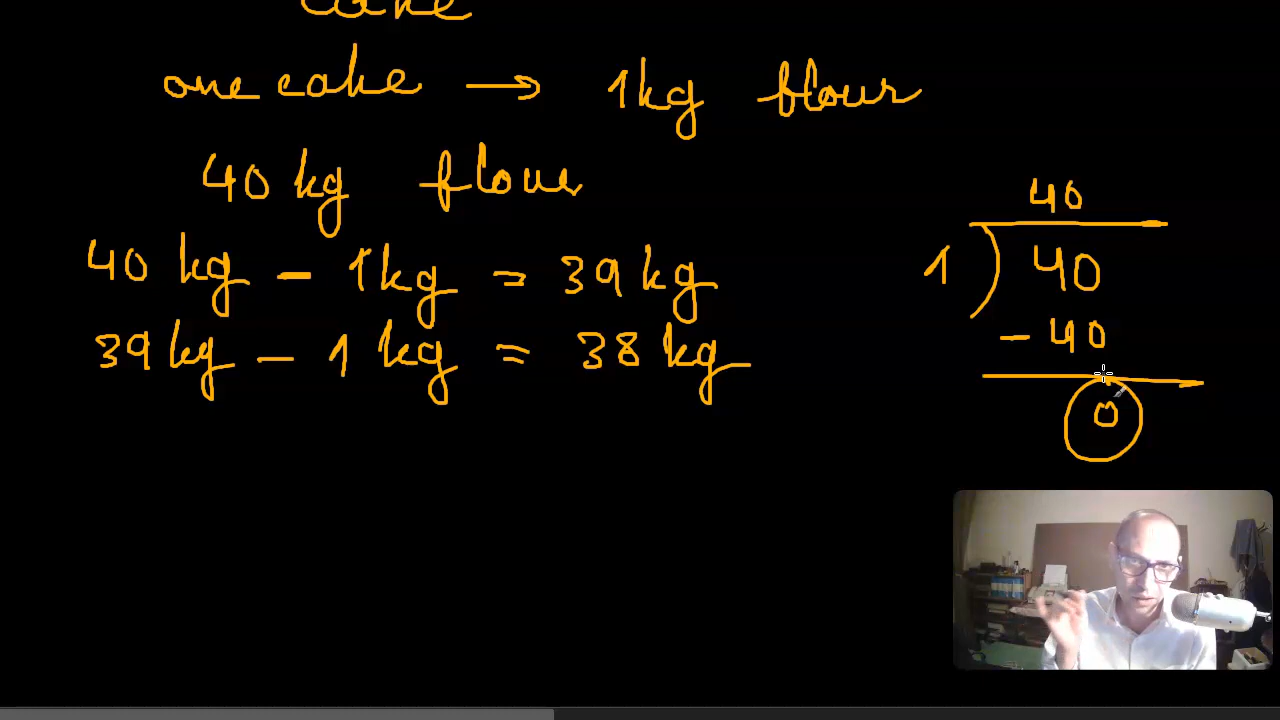 cake
one cake → 1kg flour
40 kg flour
40 kg - 1kg = 39 kg
39 kg - 1 kg = 38 kg
40
1 ) 40
- 40
0